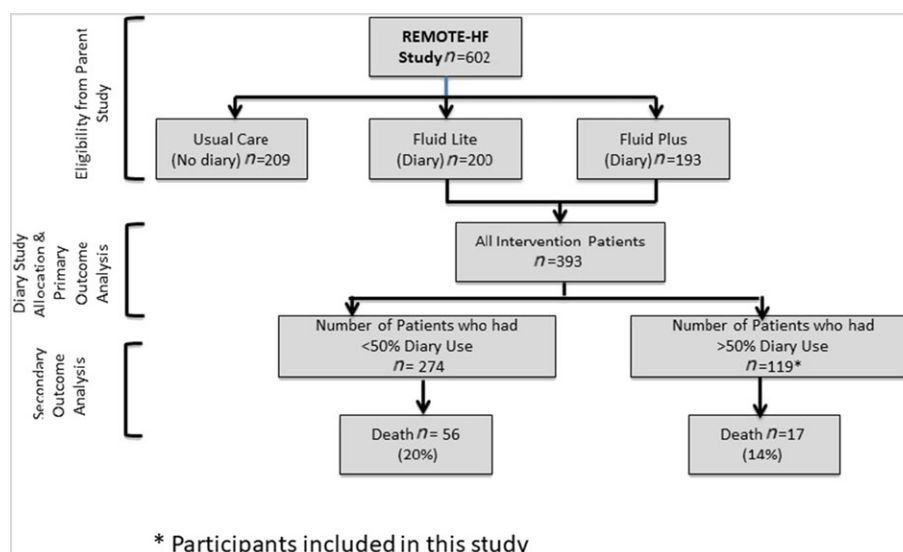 REMOTE-HF
Study n=602
Eligibility from Parent
Study
Usual Care
(No diary) n=209
Fluid Lite
(Diary) n=200
Fluid Plus
(Diary) n=193
All Intervention Patients
n=393
Diary Study
Allocation &
Primary
Outcome
Analysis
Number of Patients who had
<50% Diary Use
n= 274
Number of Patients who had
>50% Diary Use
n=119*
Secondary
Outcome
Analysis
Death n= 56
(20%)
Death n=17
(14%)
* Participants included in this study